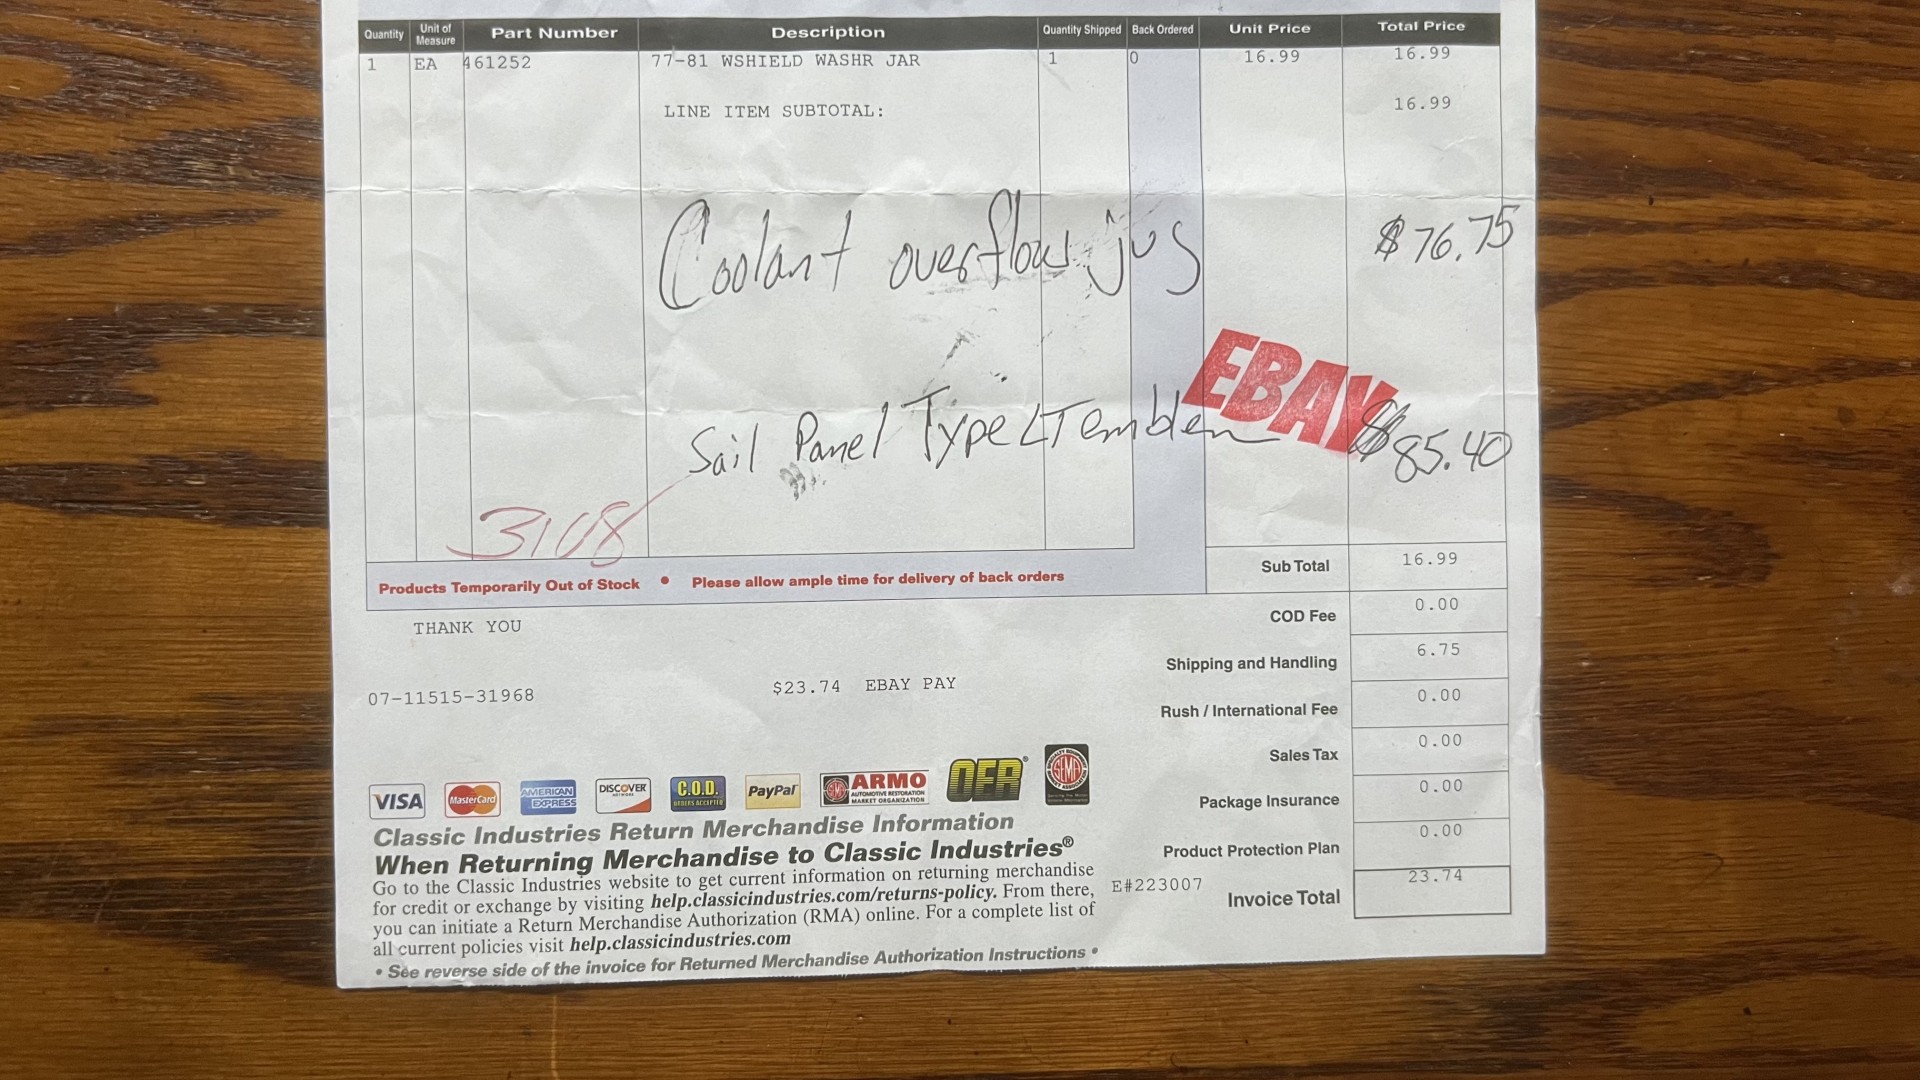 Quantity Unit of Measure Part Number Description Quantity Shipped Back Ordered Unit Price Total Price
1 EA 461252 77-81 WSHIELD WASHR JAR 1 0 16.99 16.99
LINE ITEM SUBTOTAL: 16.99
Coolant overflow jug $76.75
EBAY
Sail Panel Type LT Emblem $85.40
3108
Products Temporarily Out of Stock • Please allow ample time for delivery of back orders
Sub Total 16.99
COD Fee 0.00
THANK YOU
Shipping and Handling 6.75
07-11515-31968 $23.74 EBAY PAY
Rush / International Fee 0.00
Sales Tax 0.00
Package Insurance 0.00
Product Protection Plan 0.00
E#223007 Invoice Total 23.74
VISA MasterCard AMERICAN EXPRESS DISCOVER NETWORK C.O.D. ORDERS ACCEPTED PayPal ARMO AUTOMOTIVE RESTORATION MARKET ORGANIZATION OER® SEMA
Classic Industries Return Merchandise Information
When Returning Merchandise to Classic Industries®
Go to the Classic Industries website to get current information on returning merchandise
for credit or exchange by visiting help.classicindustries.com/returns-policy. From there,
you can initiate a Return Merchandise Authorization (RMA) online. For a complete list of
all current policies visit help.classicindustries.com
• See reverse side of the invoice for Returned Merchandise Authorization Instructions •